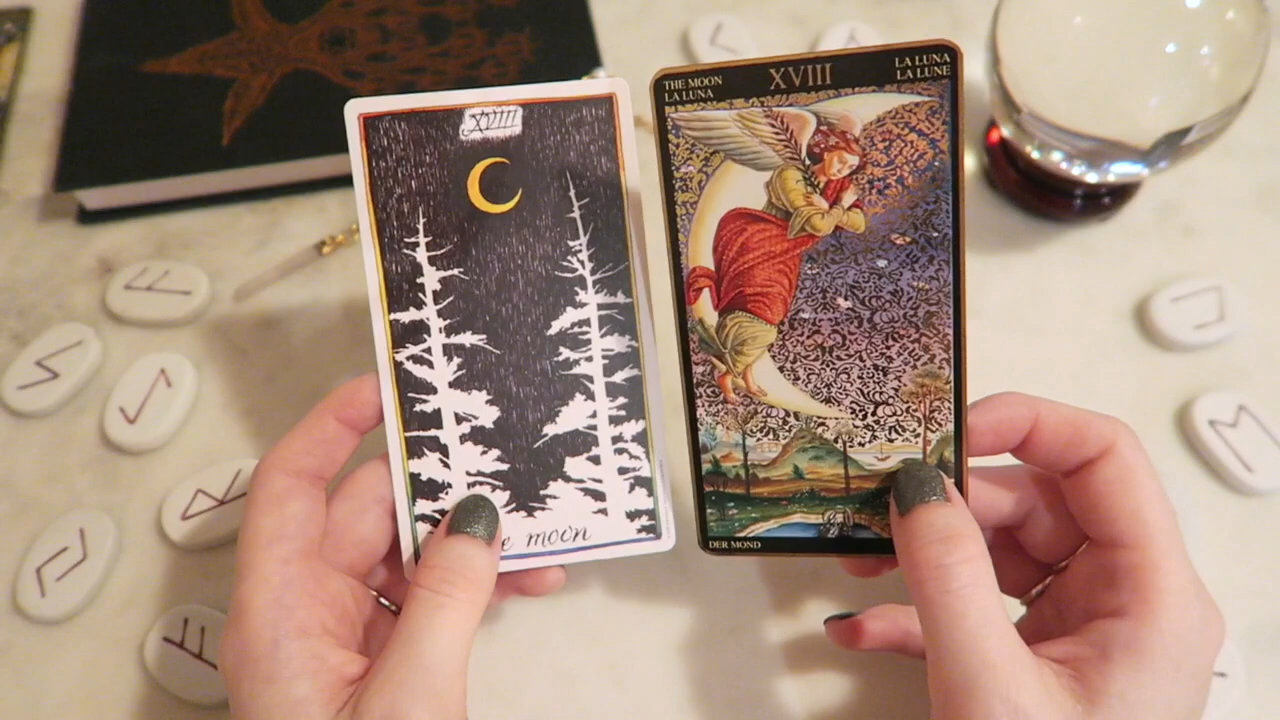 XVIII
e moon
THE MOON
LA LUNA
XVIII
LA LUNA
LA LUNE
DER MOND